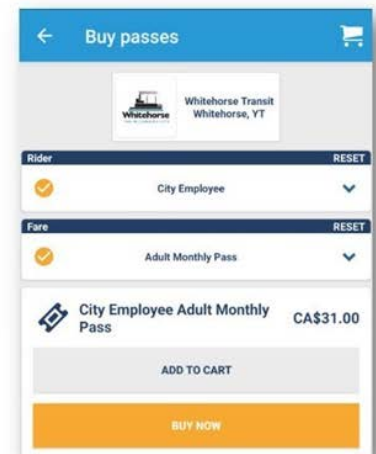 Buy passes
Whitehorse Transit
Whitehorse, YT
Whitehorse
Rider RESET
City Employee
Fare RESET
Adult Monthly Pass
City Employee Adult Monthly
Pass
CA$31.00
ADD TO CART
BUY NOW